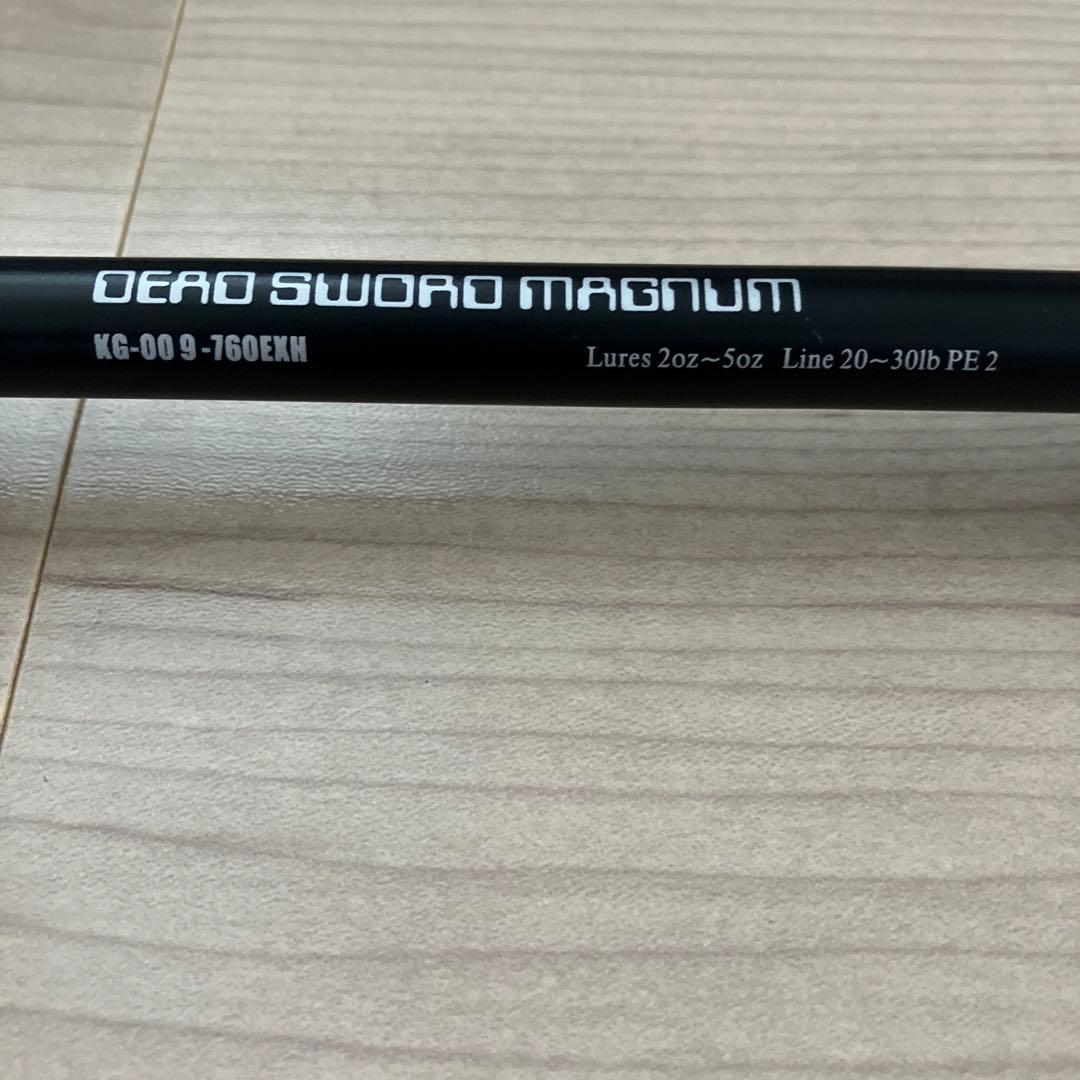 DEAD SWORD MAGNUM
KG-00 9 -760EXH
Lures 2oz~5oz Line 20~30lb PE 2